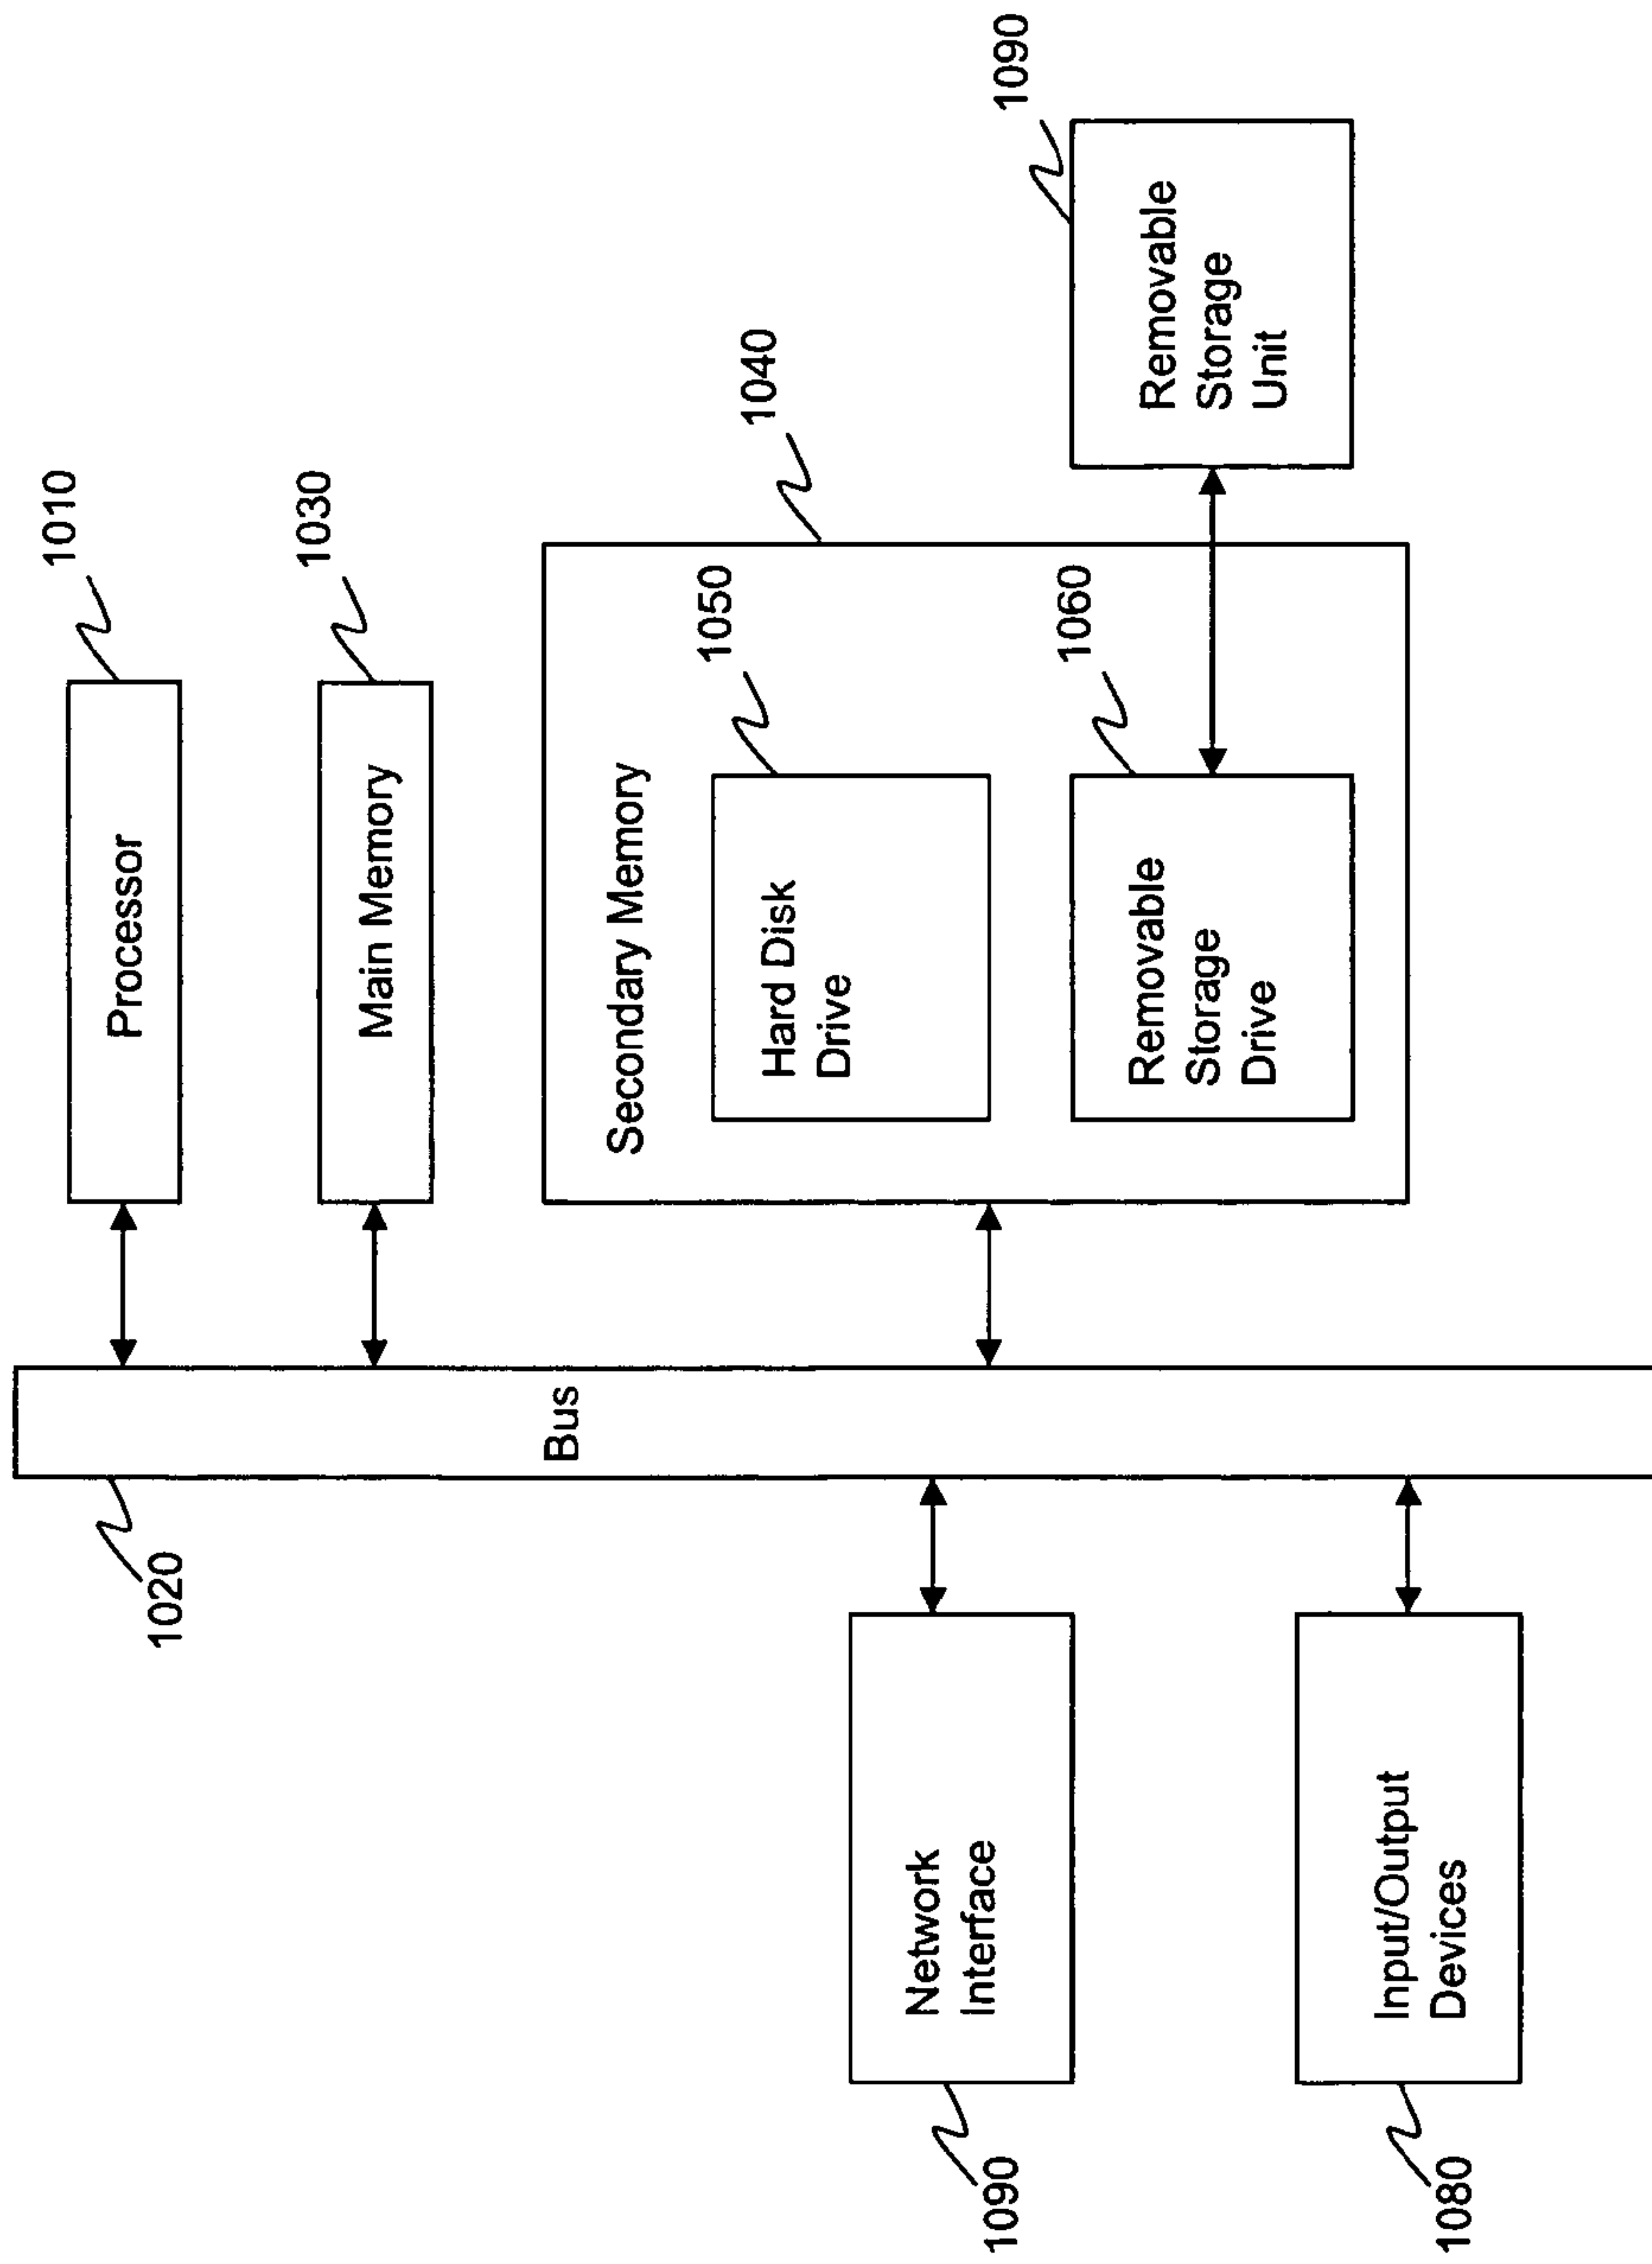 1010
Processor
1030
Main Memory
1040
Secondary Memory
1050
Hard Disk
Drive
1060
Removable
Storage
Drive
1090
Removable
Storage
Unit
1020
Bus
Network
Interface
1090
Input/Output
Devices
1080